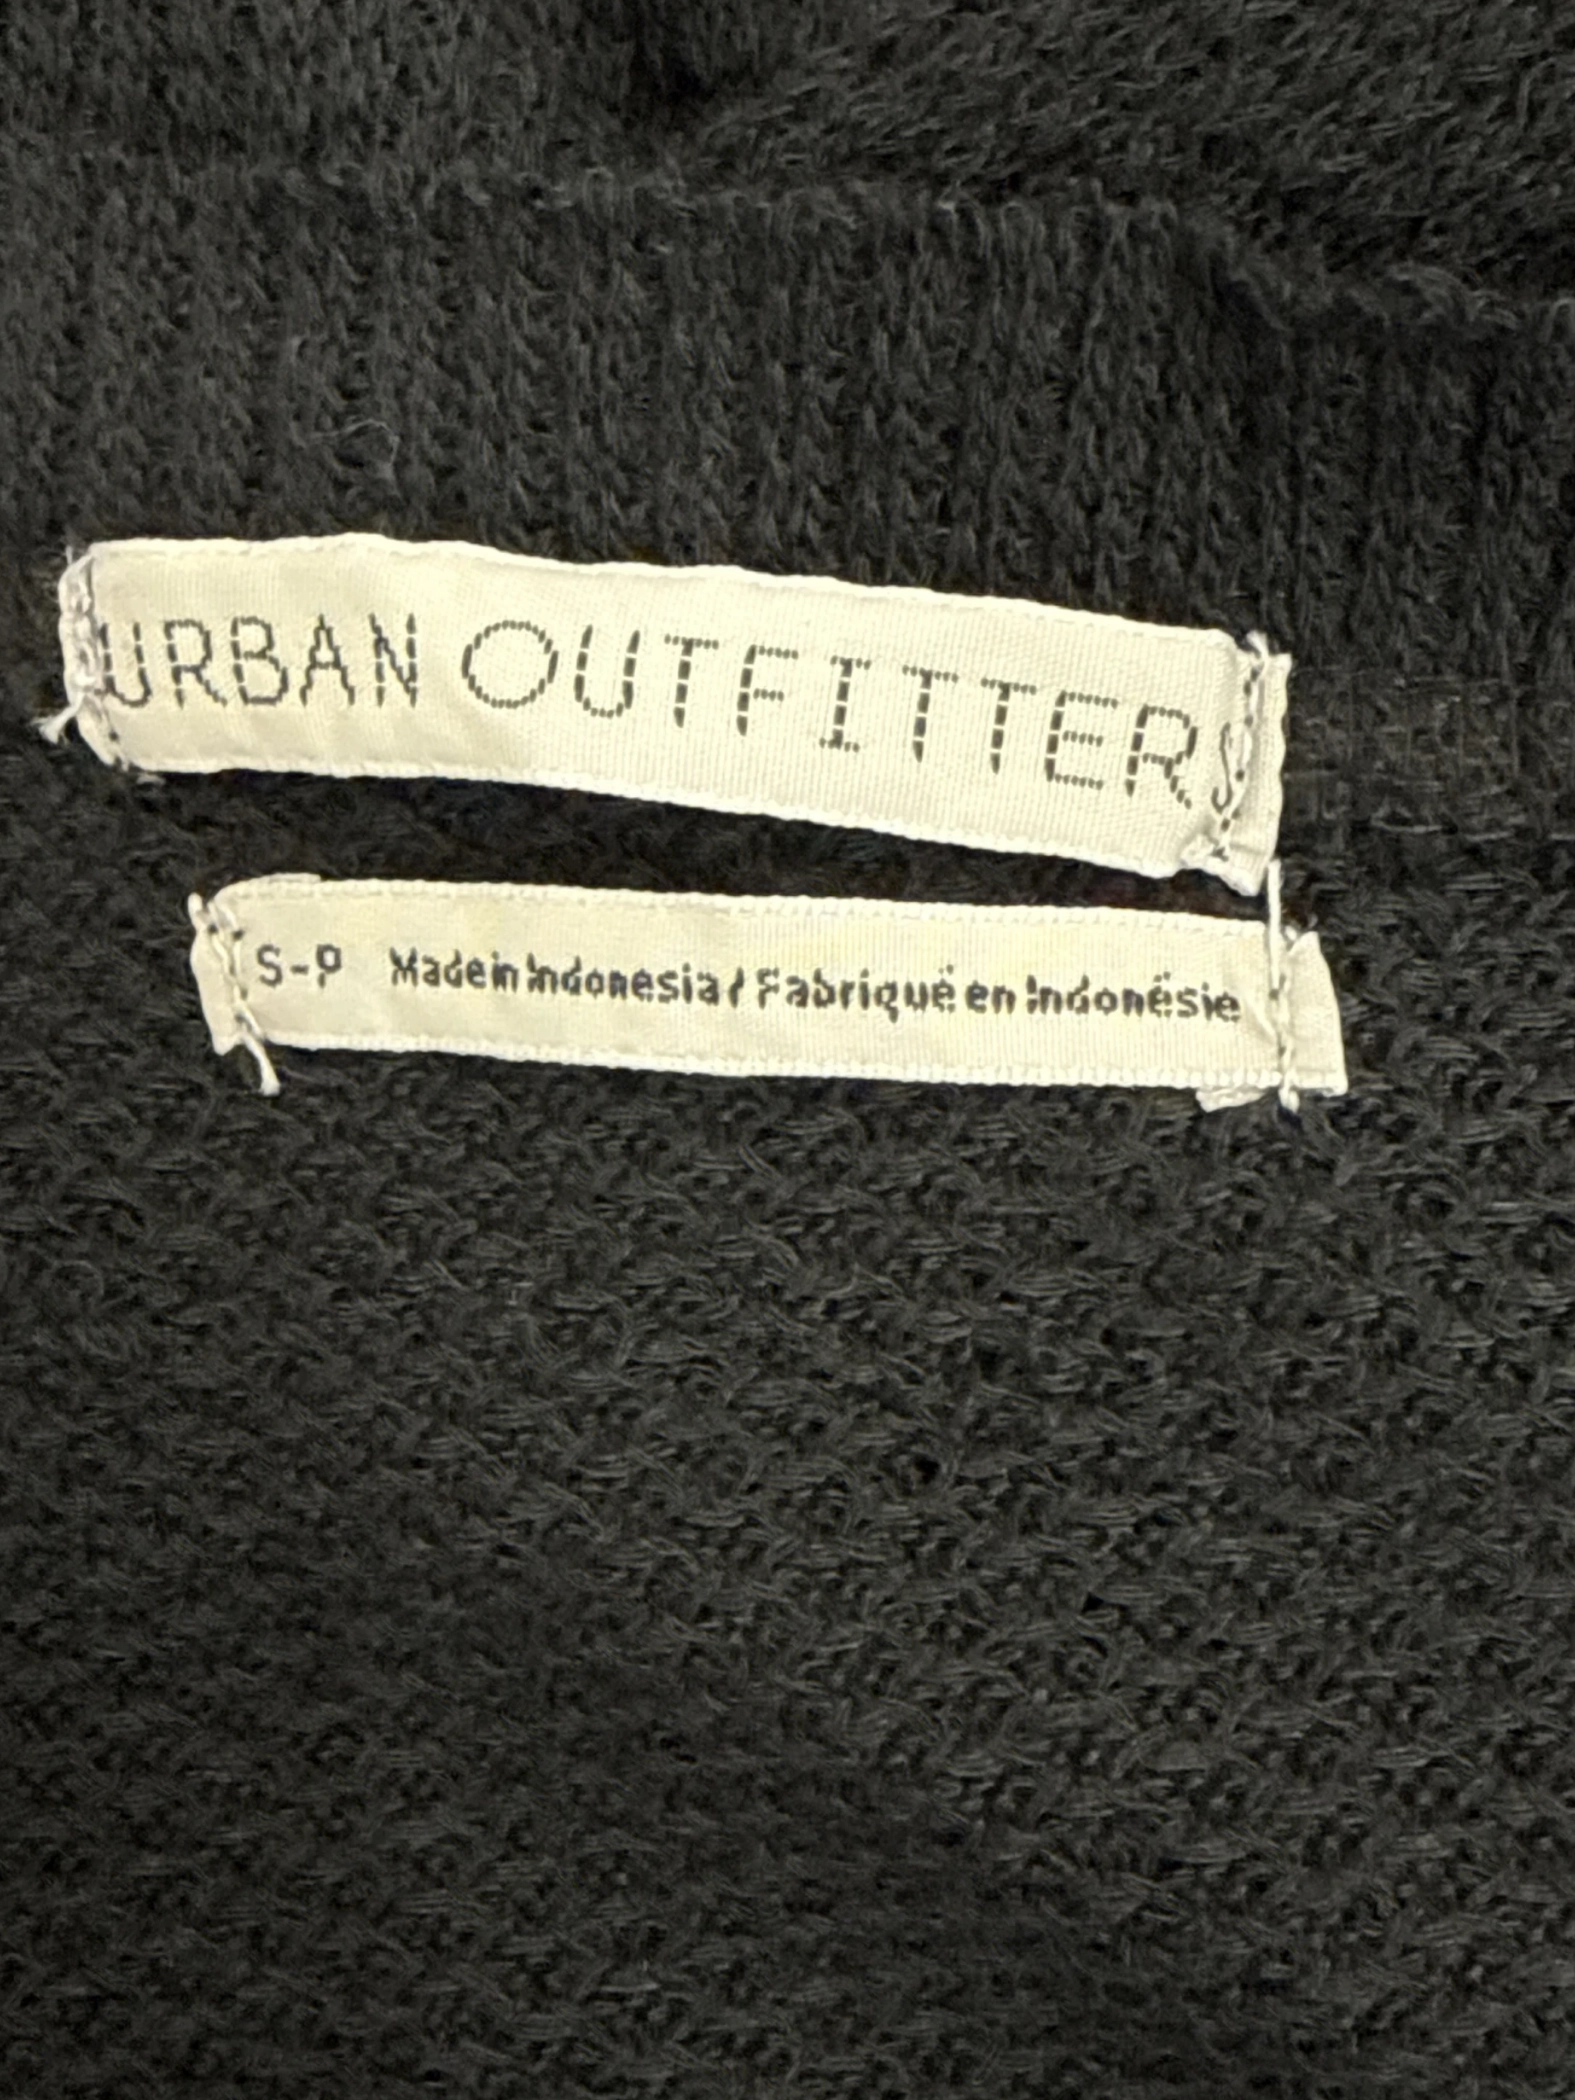 URBAN OUTFITTERS
S-P Made in Indonesia / Fabriqué en Indonésie